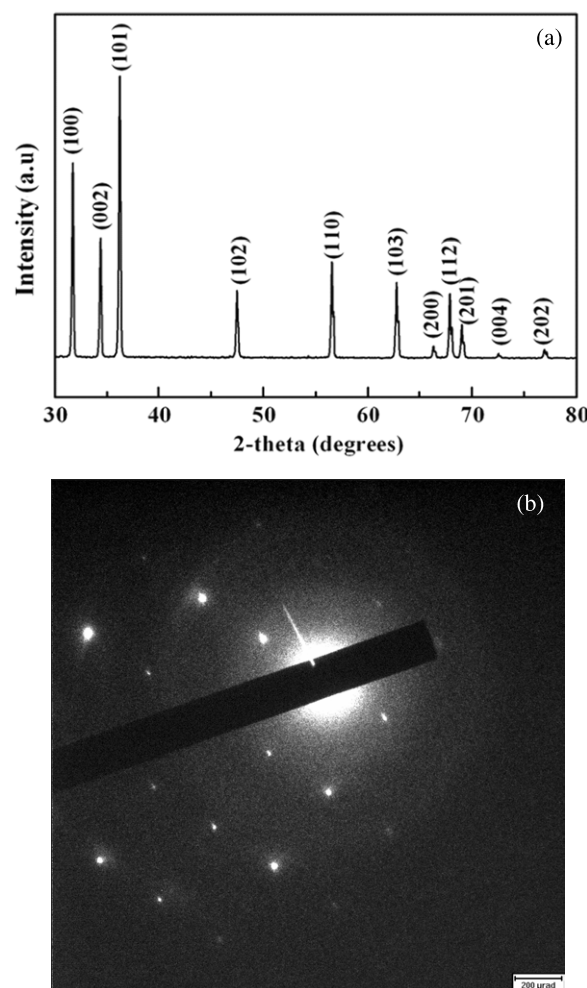 (a)
Intensity (a.u)
(100)
(002)
(101)
(102)
(110)
(103)
(200)
(112)
(201)
(004)
(202)
30 40 50 60 70 80
2-theta (degrees)
(b)
200 µrad